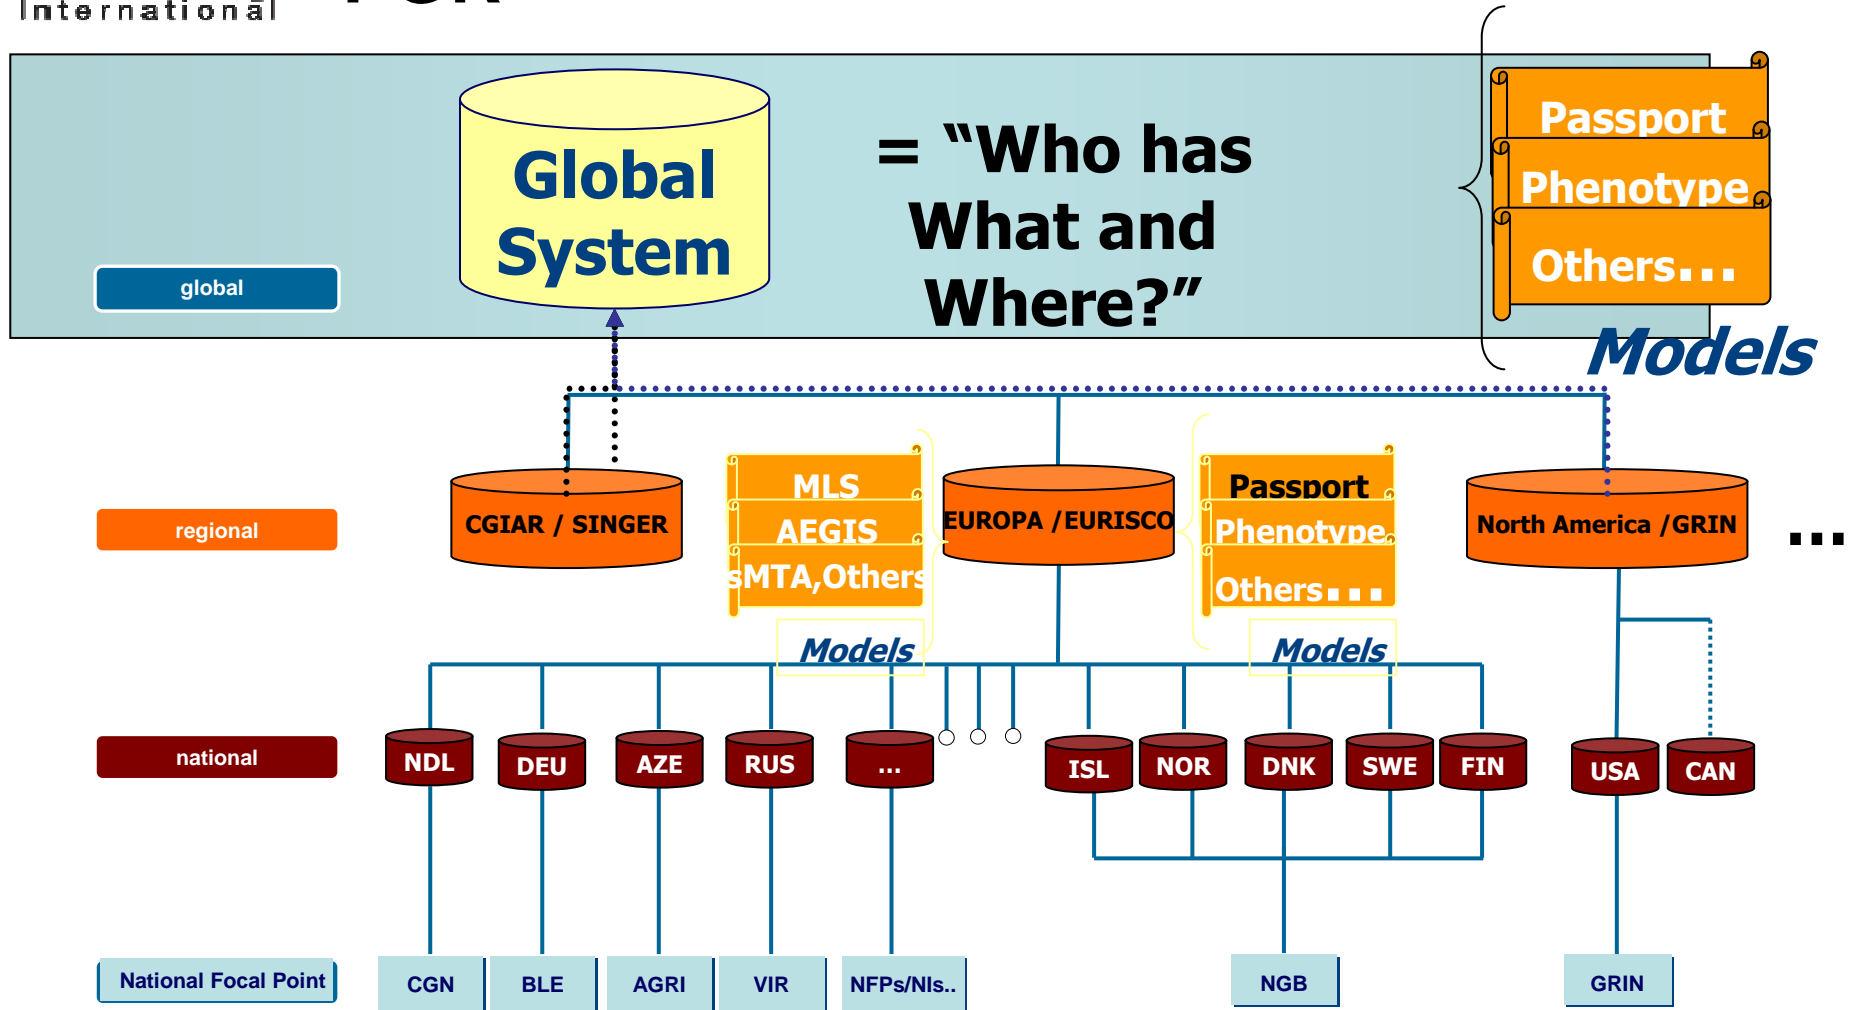 International
Global
System
= “Who has
What and
Where?”
Passport
Phenotype
Others...
Models
global
regional
CGIAR / SINGER
MLS
AEGIS
sMTA,Others
Models
EUROPA /EURISCO
Passport
Phenotype
Others...
Models
North America /GRIN
...
national
NDL
DEU
AZE
RUS
...
ISL
NOR
DNK
SWE
FIN
USA
CAN
National Focal Point
CGN
BLE
AGRI
VIR
NFPs/NIs..
NGB
GRIN